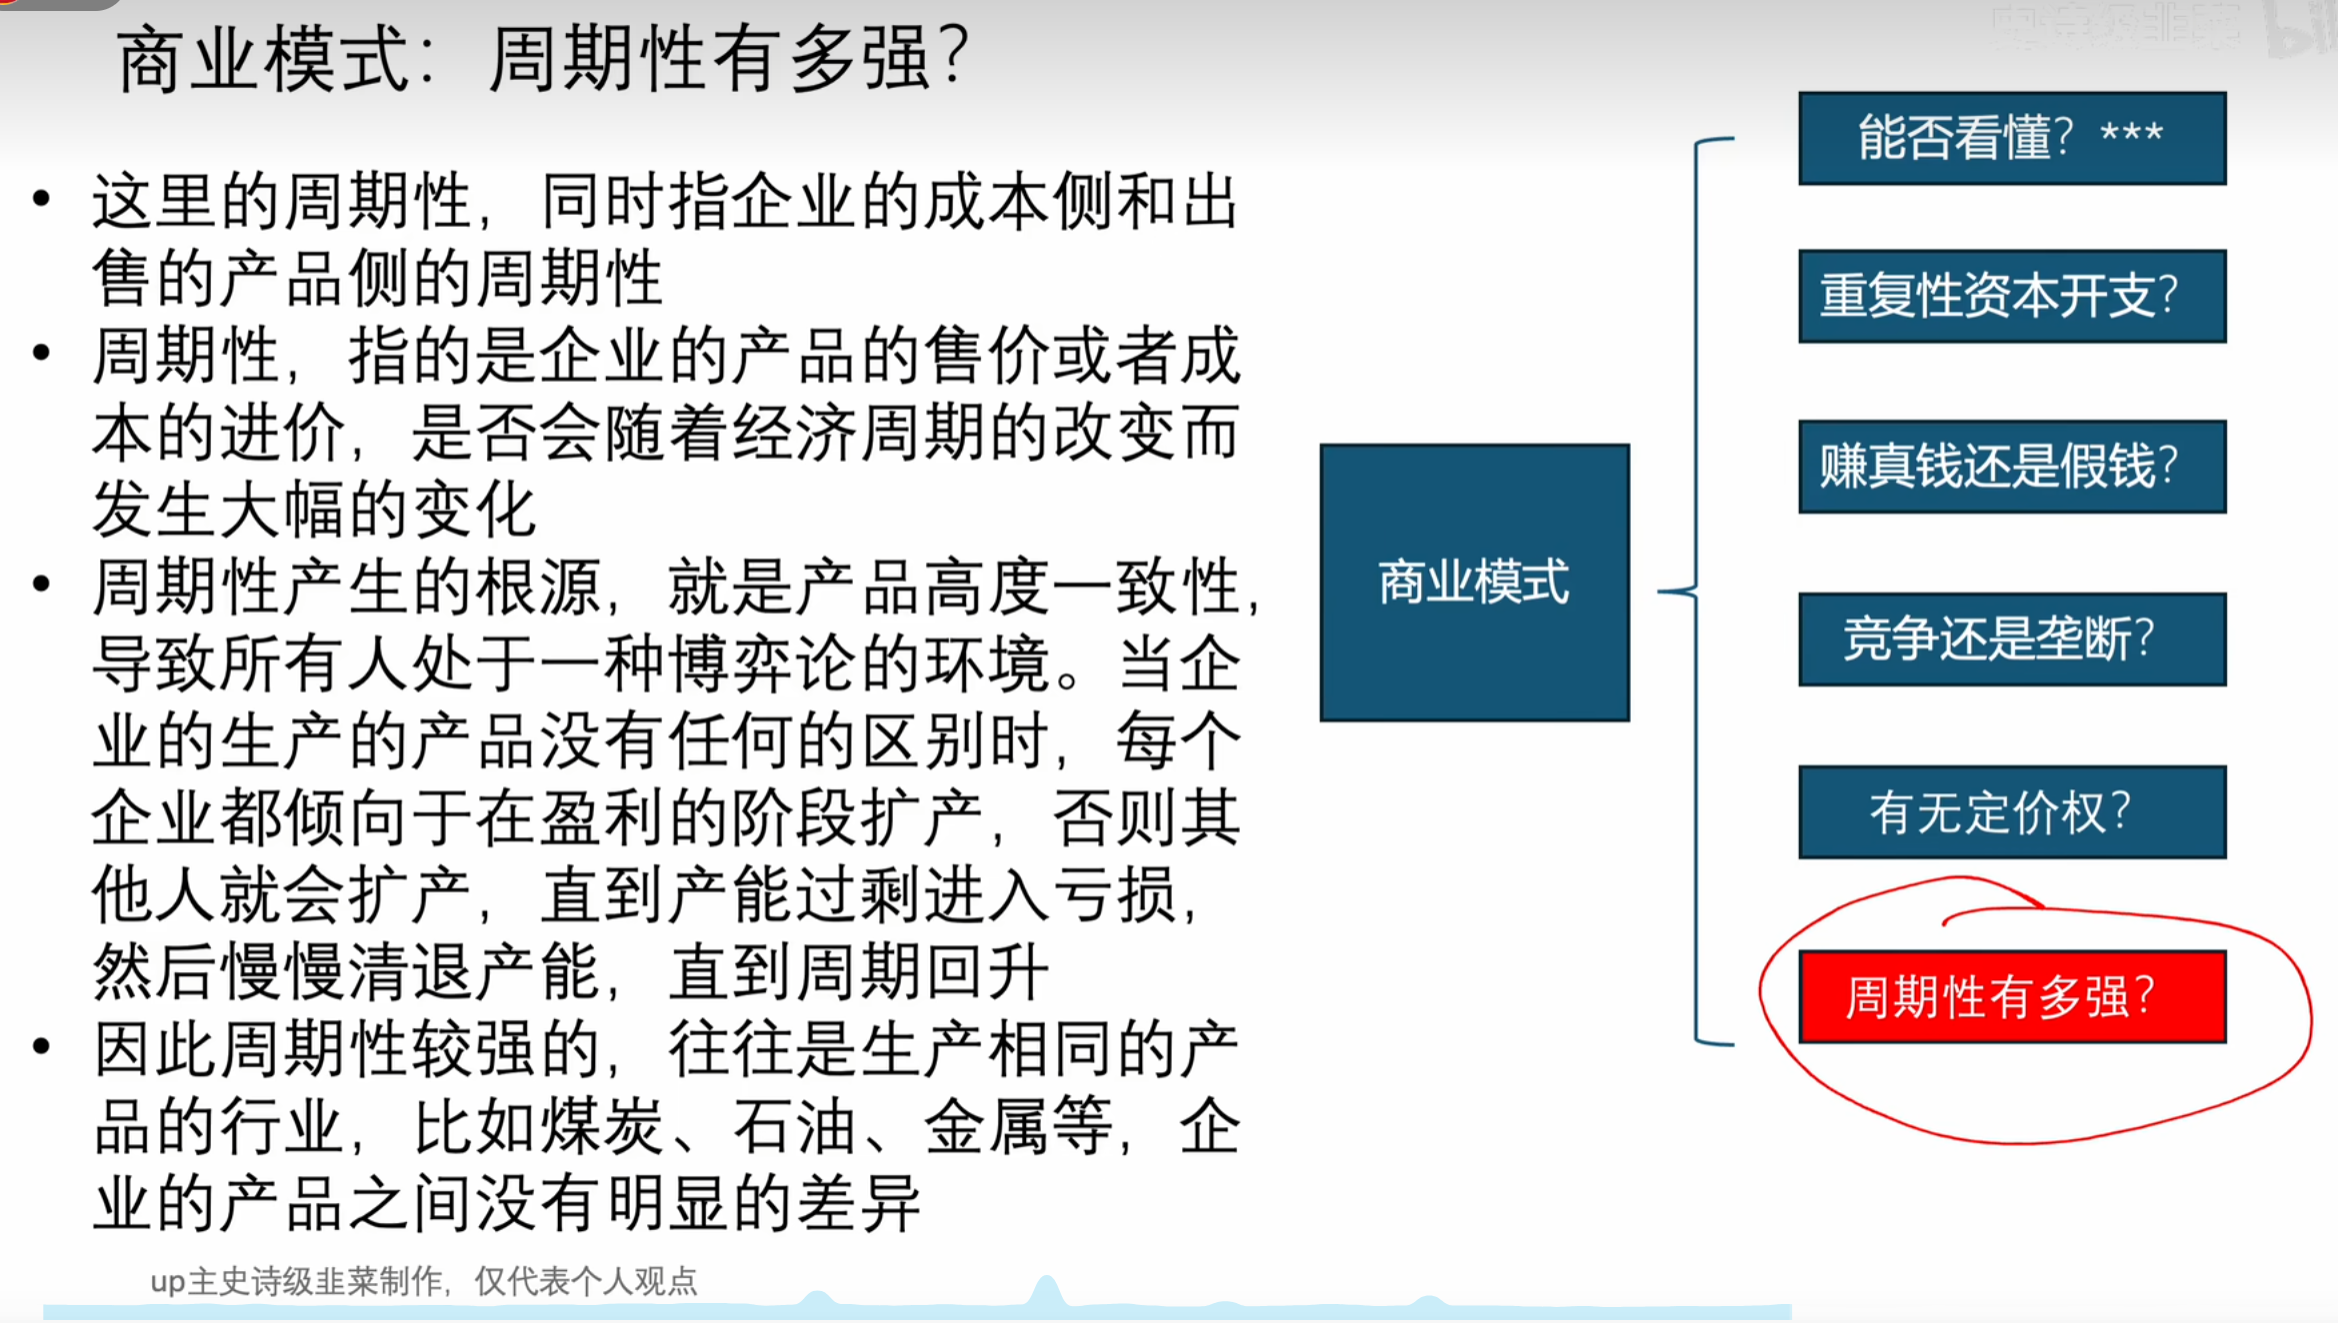 商业模式：周期性有多强？
• 这里的周期性，同时指企业的成本侧和出
售的产品侧的周期性
• 周期性，指的是企业的产品的售价或者成
本的进价，是否会随着经济周期的改变而
发生大幅的变化
• 周期性产生的根源，就是产品高度一致性，
导致所有人处于一种博弈论的环境。当企
业的生产的产品没有任何的区别时，每个
企业都倾向于在盈利的阶段扩产，否则其
他人就会扩产，直到产能过剩进入亏损，
然后慢慢清退产能，直到周期回升
• 因此周期性较强的，往往是生产相同的产
品的行业，比如煤炭、石油、金属等，企
业的产品之间没有明显的差异
up主史诗级韭菜制作，仅代表个人观点
商业模式
能否看懂？***
重复性资本开支？
赚真钱还是假钱？
竞争还是垄断？
有无定价权？
周期性有多强？
史诗级韭菜